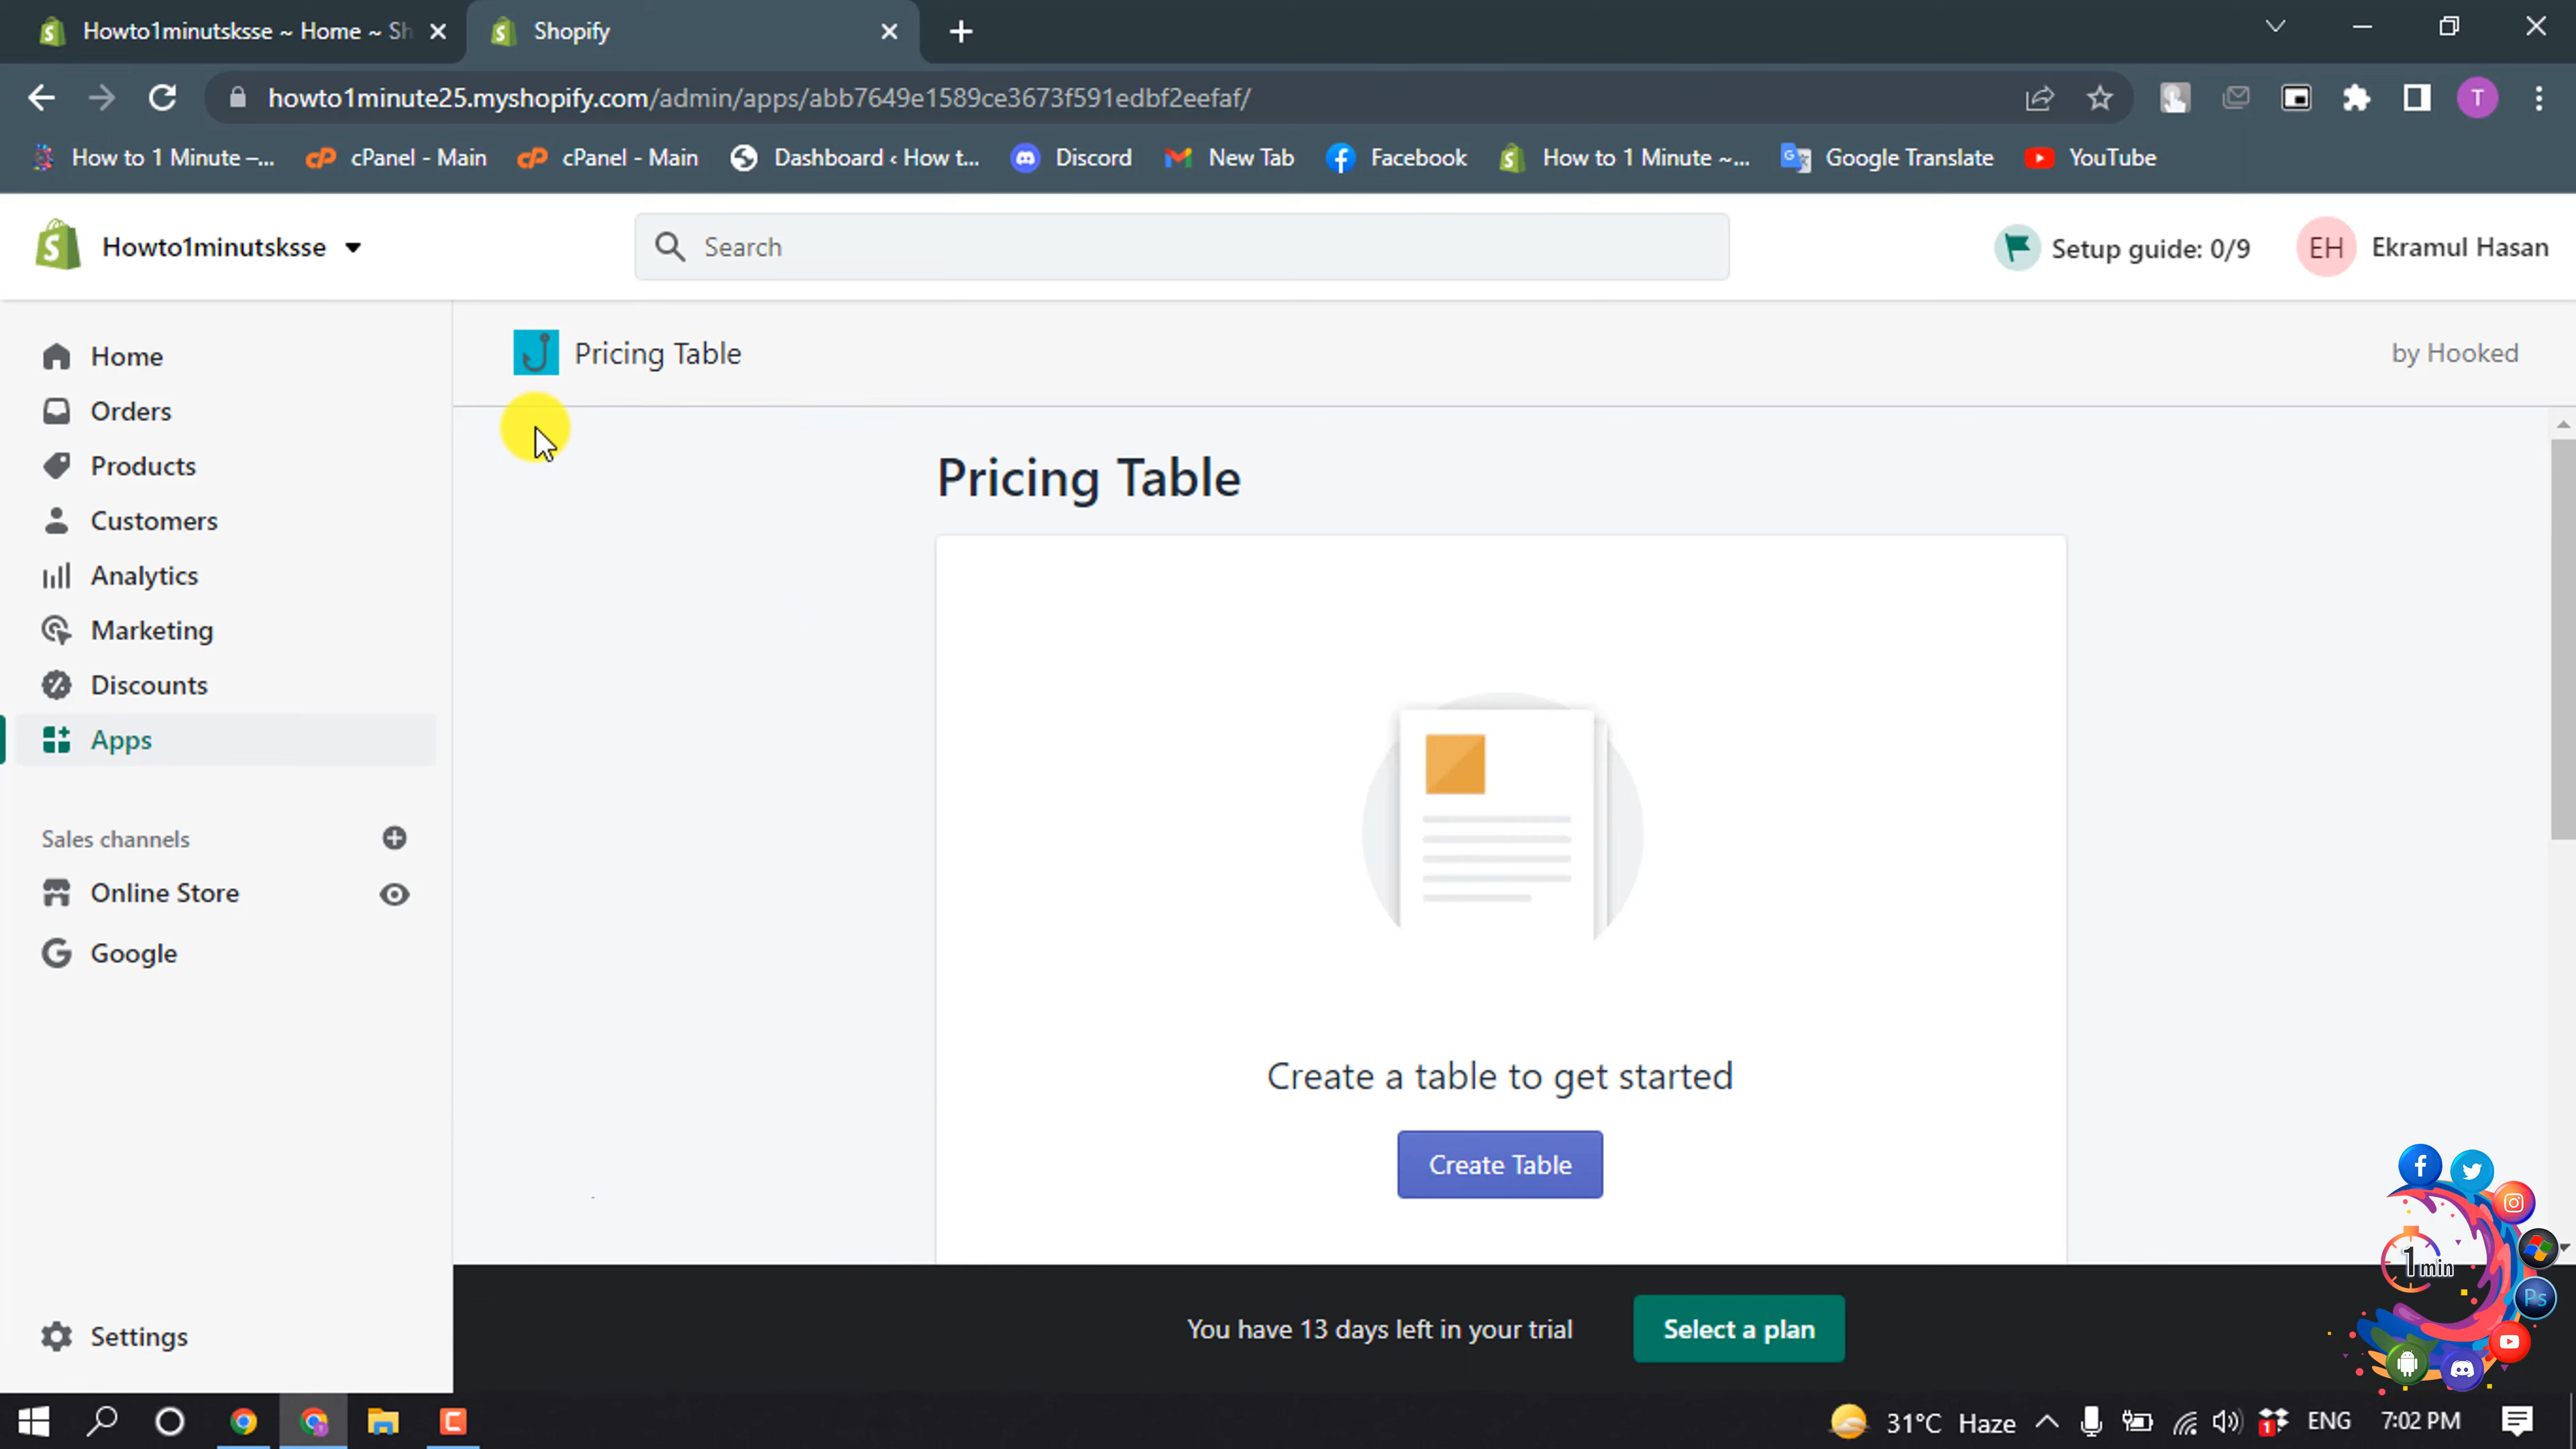 Howto1minutsksse ~ Home ~ Sh
Shopify
howto1minute25.myshopify.com/admin/apps/abb7649e1589ce3673f591edbf2eefaf/
T
How to 1 Minute –...
cPanel - Main
cPanel - Main
Dashboard ‹ How t...
Discord
New Tab
Facebook
How to 1 Minute ~...
Google Translate
YouTube
Howto1minutsksse
Search
Setup guide: 0/9
EH
Ekramul Hasan
Home
Orders
Products
Customers
Analytics
Marketing
Discounts
Apps
Sales channels
Online Store
Google
Settings
Pricing Table
by Hooked
Pricing Table
Create a table to get started
Create Table
You have 13 days left in your trial
Select a plan
1 min
Ps
31°C Haze
1
ENG
7:02 PM